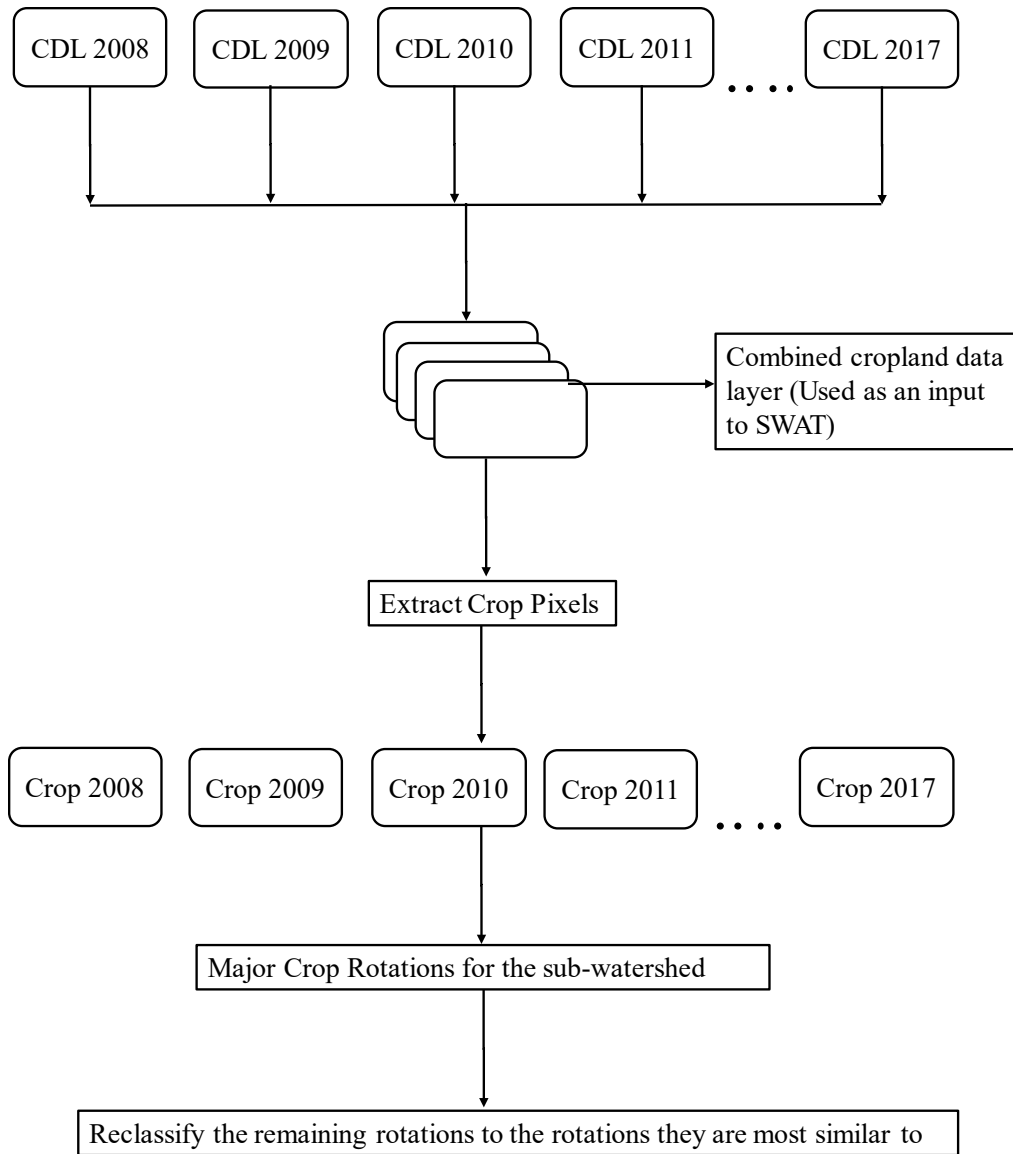 CDL 2008
CDL 2009
CDL 2010
CDL 2011
CDL 2017
Combined cropland data
layer (Used as an input
to SWAT)
Extract Crop Pixels
Crop 2008
Crop 2009
Crop 2010
Crop 2011
Crop 2017
Major Crop Rotations for the sub-watershed
Reclassify the remaining rotations to the rotations they are most similar to